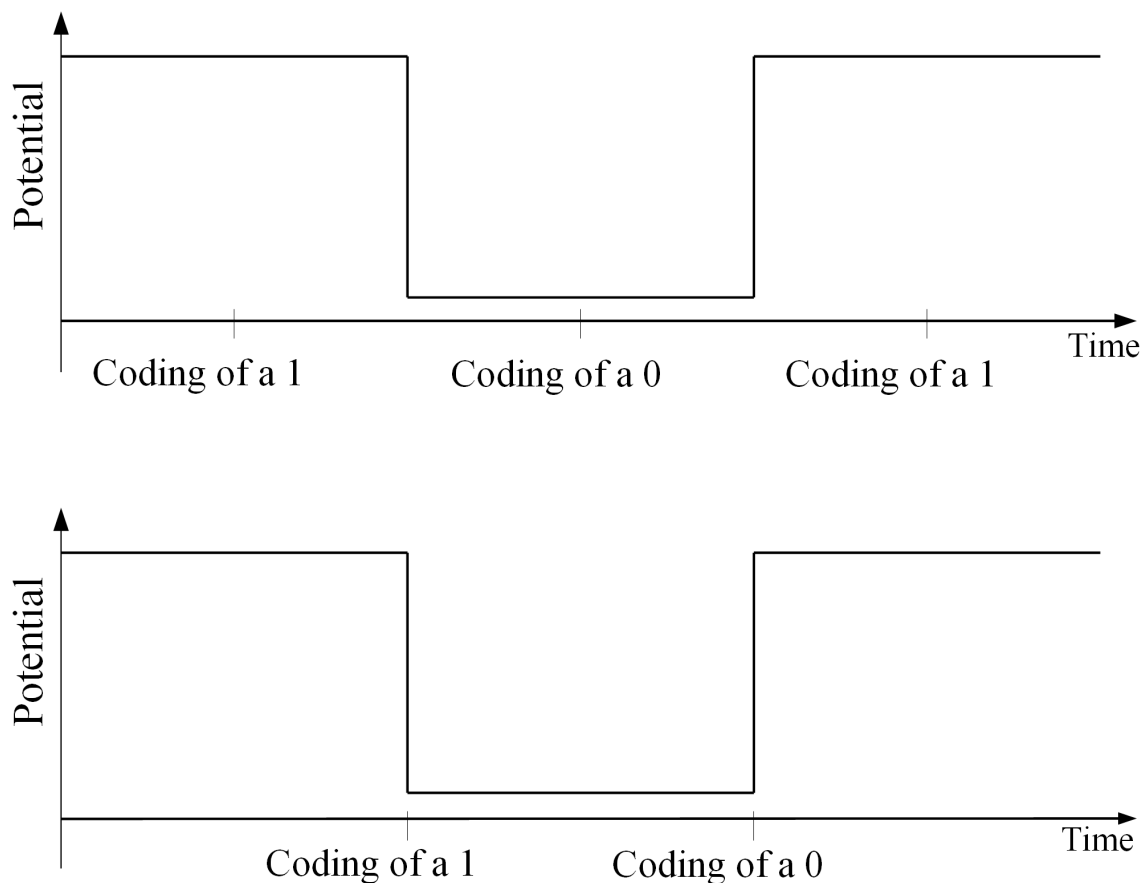 Potential
Time
Coding of a 1 Coding of a 0 Coding of a 1
Potential
Time
Coding of a 1 Coding of a 0